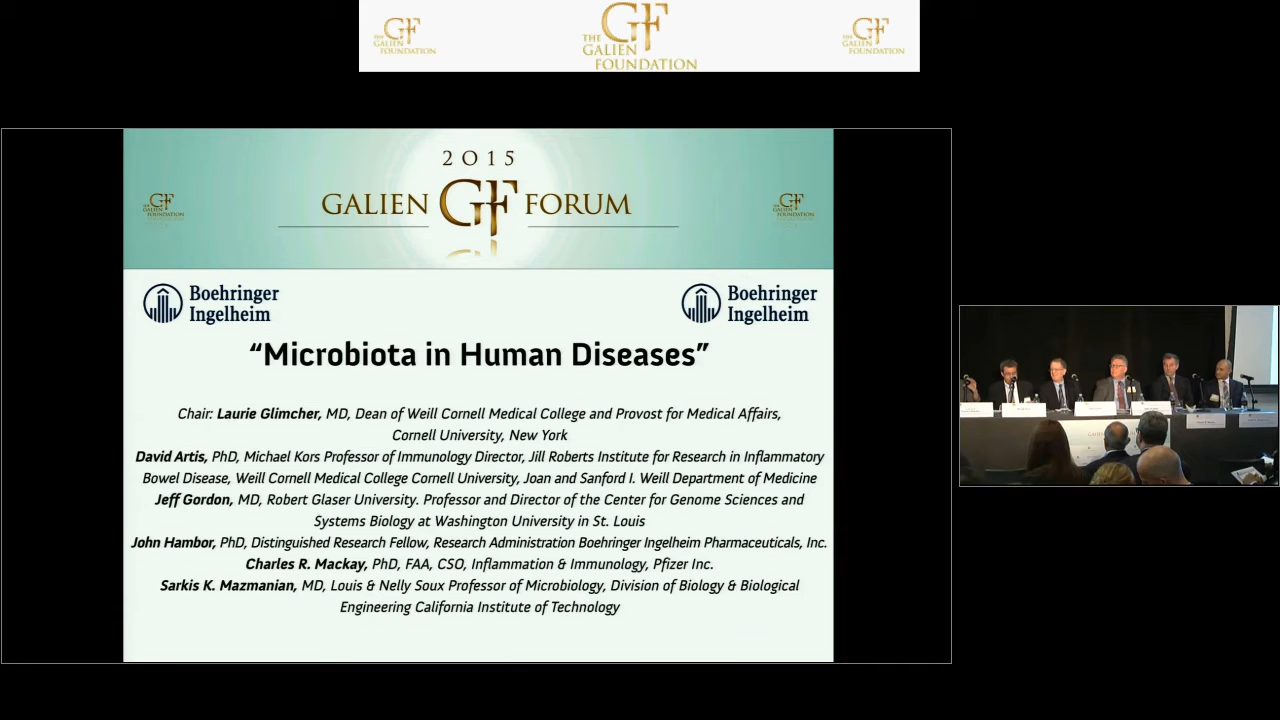 THE
GALIEN
FOUNDATION
THE
GALIEN
FOUNDATION
THE
GALIEN
FOUNDATION
2015
GALIEN GF FORUM
THE
GALIEN
FOUNDATION
THE
GALIEN
FOUNDATION
Boehringer
Ingelheim
Boehringer
Ingelheim
“Microbiota in Human Diseases”
Chair: Laurie Glimcher, MD, Dean of Weill Cornell Medical College and Provost for Medical Affairs,
Cornell University, New York
David Artis, PhD, Michael Kors Professor of Immunology Director, Jill Roberts Institute for Research in Inflammatory
Bowel Disease, Weill Cornell Medical College Cornell University, Joan and Sanford I. Weill Department of Medicine
Jeff Gordon, MD, Robert Glaser University. Professor and Director of the Center for Genome Sciences and
Systems Biology at Washington University in St. Louis
John Hambor, PhD, Distinguished Research Fellow, Research Administration Boehringer Ingelheim Pharmaceuticals, Inc.
Charles R. Mackay, PhD, FAA, CSO, Inflammation & Immunology, Pfizer Inc.
Sarkis K. Mazmanian, MD, Louis & Nelly Soux Professor of Microbiology, Division of Biology & Biological
Engineering California Institute of Technology